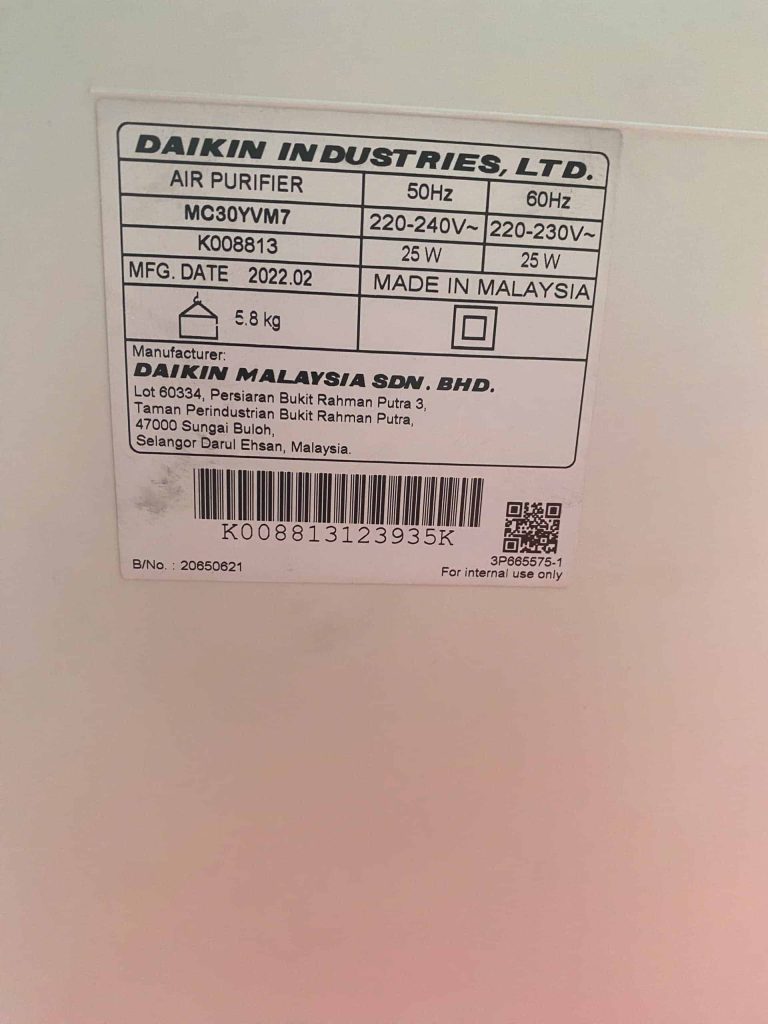 DAIKIN INDUSTRIES, LTD.
AIR PURIFIER 50Hz 60Hz
MC30YVM7 220-240V~ 220-230V~
K008813 25 W 25 W
MFG. DATE 2022.02 MADE IN MALAYSIA
5.8 kg
Manufacturer:
DAIKIN MALAYSIA SDN. BHD.
Lot 60334, Persiaran Bukit Rahman Putra 3,
Taman Perindustrian Bukit Rahman Putra,
47000 Sungai Buloh,
Selangor Darul Ehsan, Malaysia.
K008813123935K
3P665575-1
B/No. : 20650621 For internal use only